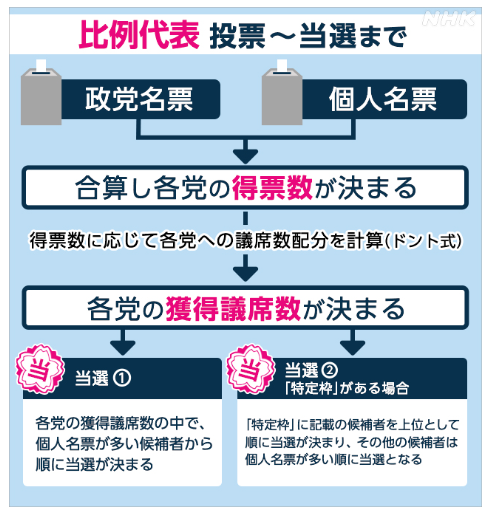 NHK
比例代表 投票～当選まで
政党名票
個人名票
合算し各党の得票数が決まる
得票数に応じて各党への議席数配分を計算(ドント式)
各党の獲得議席数が決まる
当
当選①
各党の獲得議席数の中で、
個人名票が多い候補者から
順に当選が決まる
当
当選②
「特定枠」がある場合
「特定枠」に記載の候補者を上位として
順に当選が決まり、その他の候補者は
個人名票が多い順に当選となる